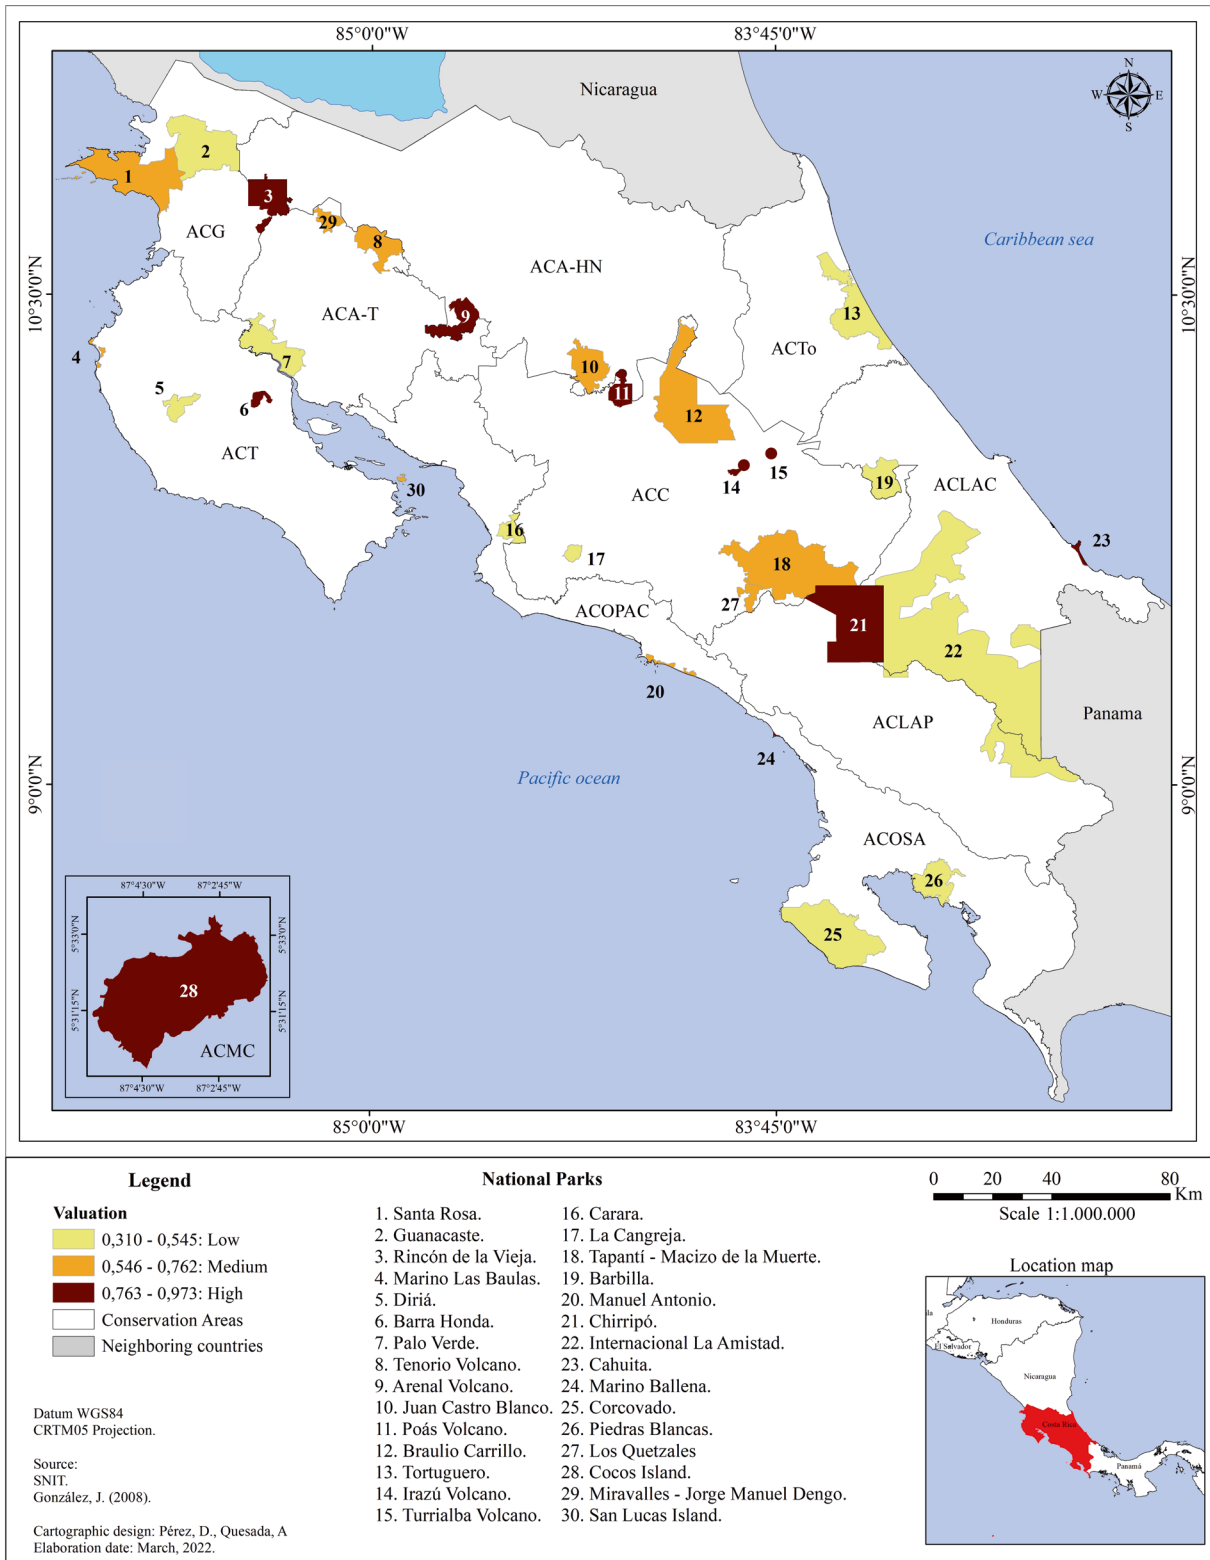 85°0'0"W
83°45'0"W
Nicaragua
N
W
E
S
2
1
3
Caribbean sea
29
8
ACG
ACA-HN
10°30'0"N
10°30'0"N
13
9
ACA-T
4
7
10
ACTo
5
11
6
12
ACT
15
14
19
30
ACC
ACLAC
16
23
17
18
27
ACOPAC
21
22
20
Panama
ACLAP
24
Pacific ocean
9°0'0"N
9°0'0"N
ACOSA
26
25
87°4'30"W
87°2'45"W
5°33'0"N
5°33'0"N
28
5°31'15"N
5°31'15"N
ACMC
87°4'30"W
87°2'45"W
85°0'0"W
83°45'0"W
Legend
Valuation
0,310 - 0,545: Low
0,546 - 0,762: Medium
0,763 - 0,973: High
Conservation Areas
Neighboring countries
Datum WGS84
CRTM05 Projection.
Source:
SNIT.
González, J. (2008).
Cartographic design: Pérez, D., Quesada, A
Elaboration date: March, 2022.
National Parks
1. Santa Rosa.
2. Guanacaste.
3. Rincón de la Vieja.
4. Marino Las Baulas.
5. Diriá.
6. Barra Honda.
7. Palo Verde.
8. Tenorio Volcano.
9. Arenal Volcano.
10. Juan Castro Blanco.
11. Poás Volcano.
12. Braulio Carrillo.
13. Tortuguero.
14. Irazú Volcano.
15. Turrialba Volcano.
16. Carara.
17. La Cangreja.
18. Tapantí - Macizo de la Muerte.
19. Barbilla.
20. Manuel Antonio.
21. Chirripó.
22. Internacional La Amistad.
23. Cahuita.
24. Marino Ballena.
25. Corcovado.
26. Piedras Blancas.
27. Los Quetzales
28. Cocos Island.
29. Miravalles - Jorge Manuel Dengo.
30. San Lucas Island.
0 20 40 80
Km
Scale 1:1.000.000
Location map
Honduras
El Salvador
Nicaragua
Costa Rica
Panamá